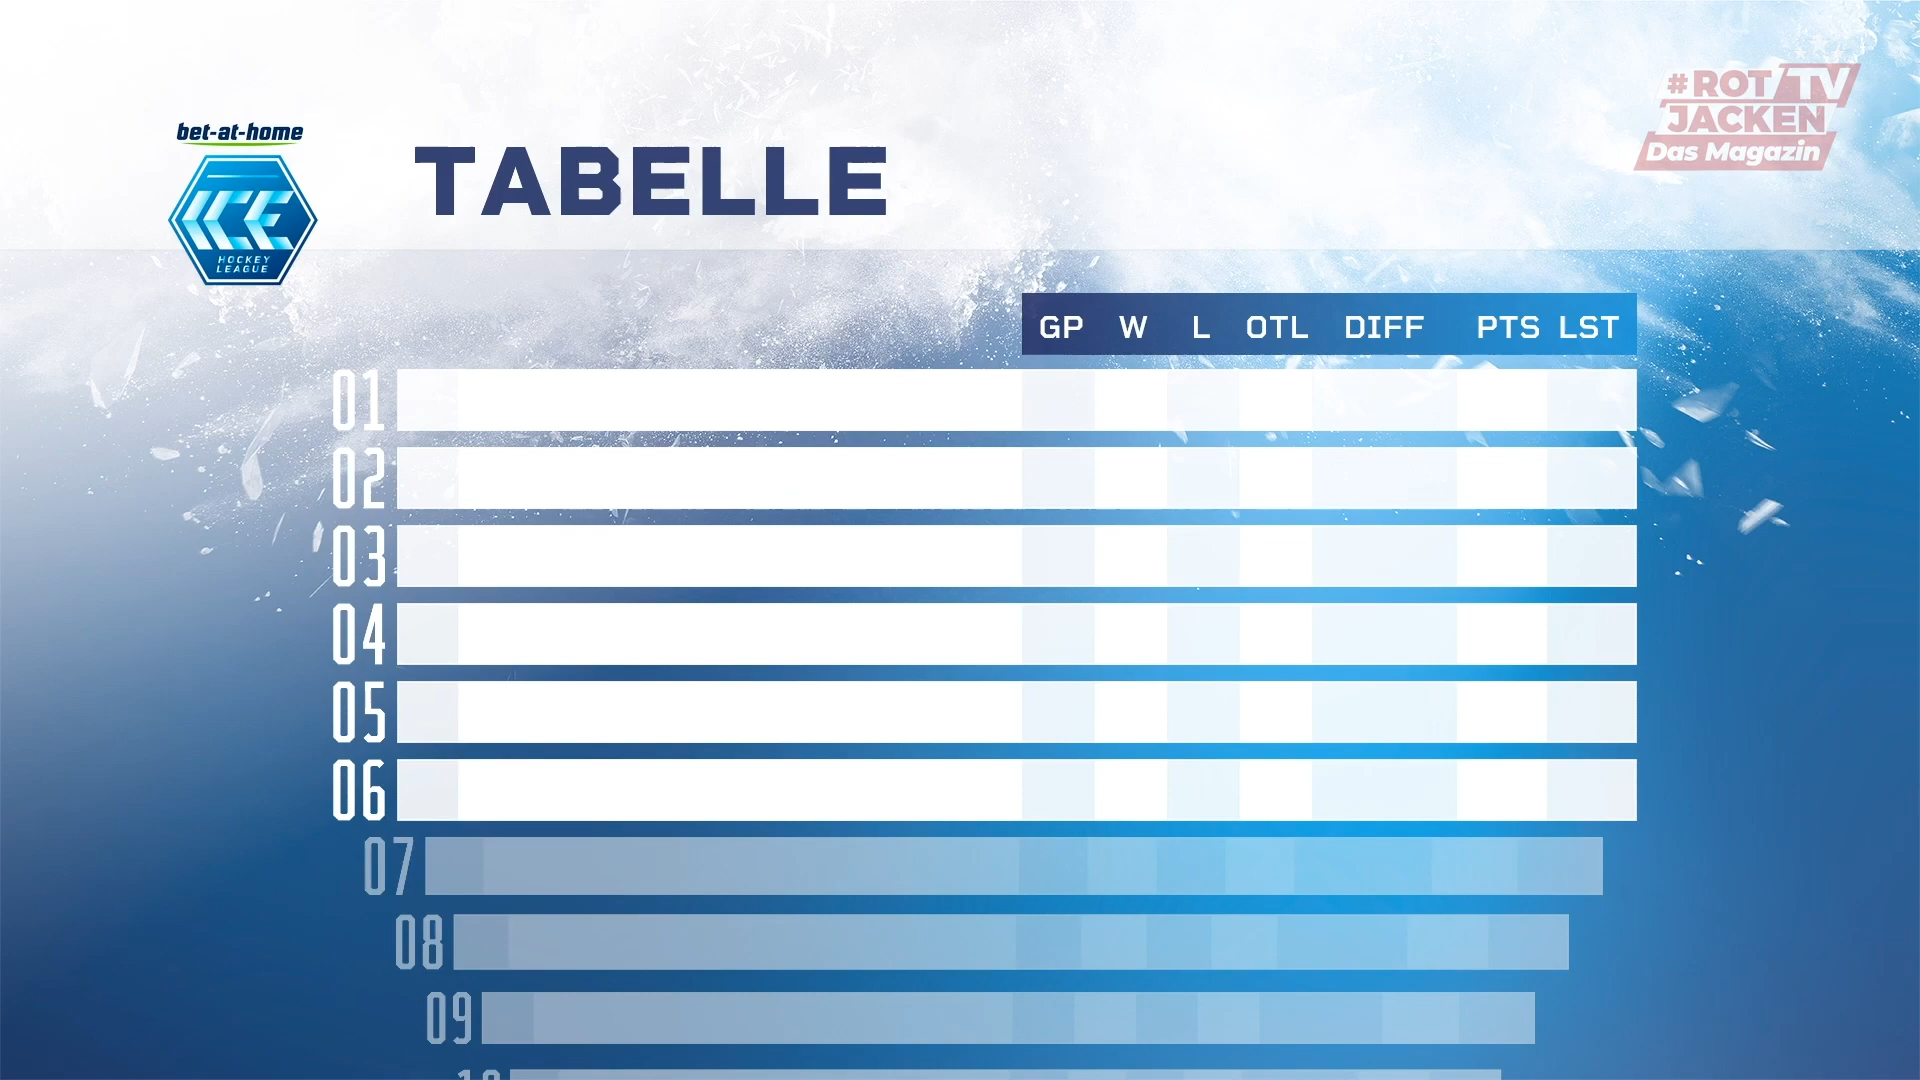 bet-at-home
ICE
HOCKEY
LEAGUE
TABELLE
#ROT TV
JACKEN
Das Magazin
GP W L OTL DIFF PTS LST
01
02
03
04
05
06
07
08
09
10